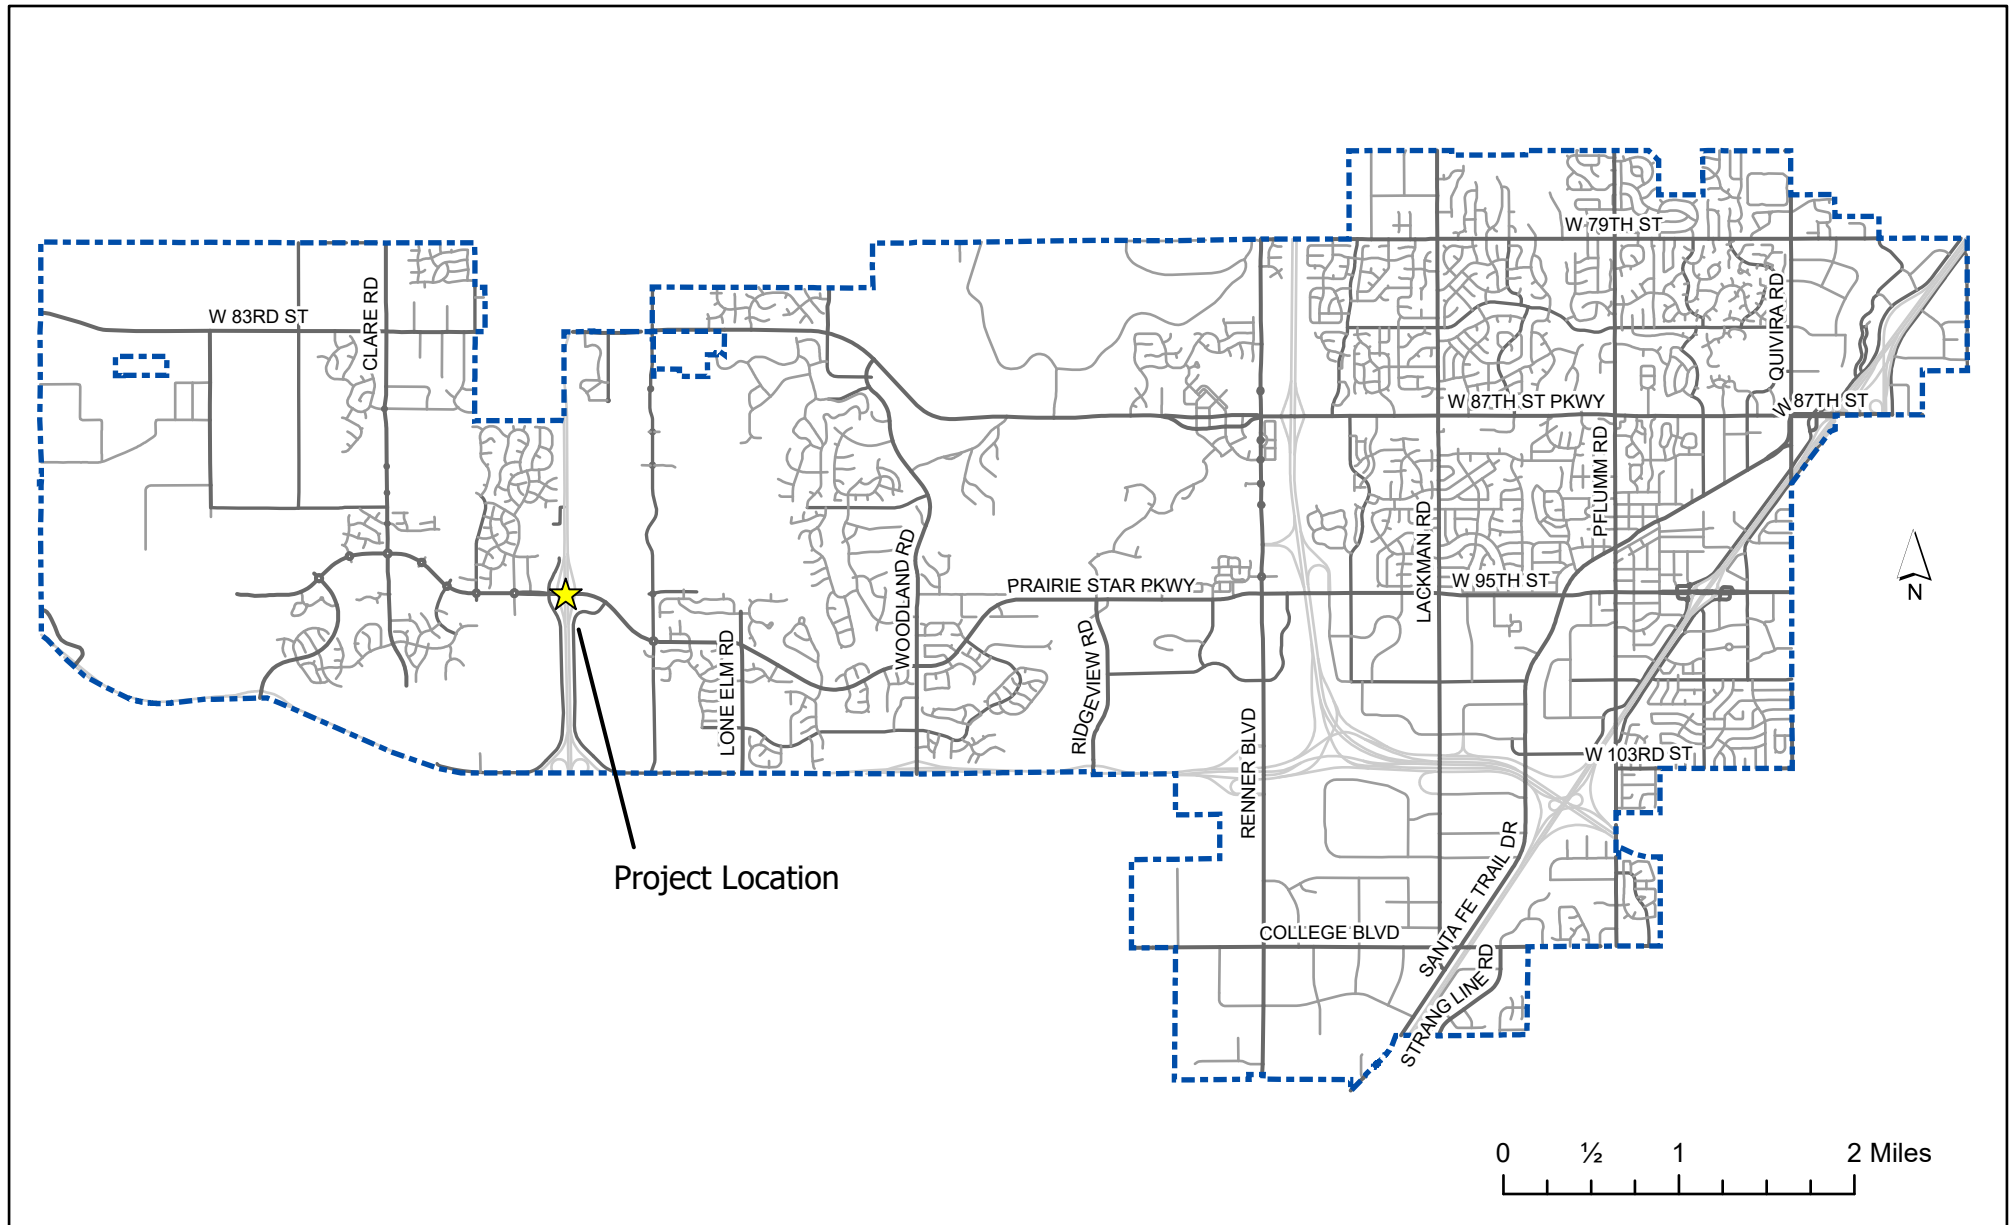 W 79TH ST
CLARE RD
W 83RD ST
QUIVIRA RD
W 87TH ST PKWY
W 87TH ST
PFLUMM RD
LACKMAN RD
WOODLAND RD
PRAIRIE STAR PKWY
W 95TH ST
N
LONE ELM RD
RIDGEVIEW RD
RENNER BLVD
W 103RD ST
Project Location
SANTA FE TRAIL DR
COLLEGE BLVD
STRANG LINE RD
0 ½ 1 2 Miles